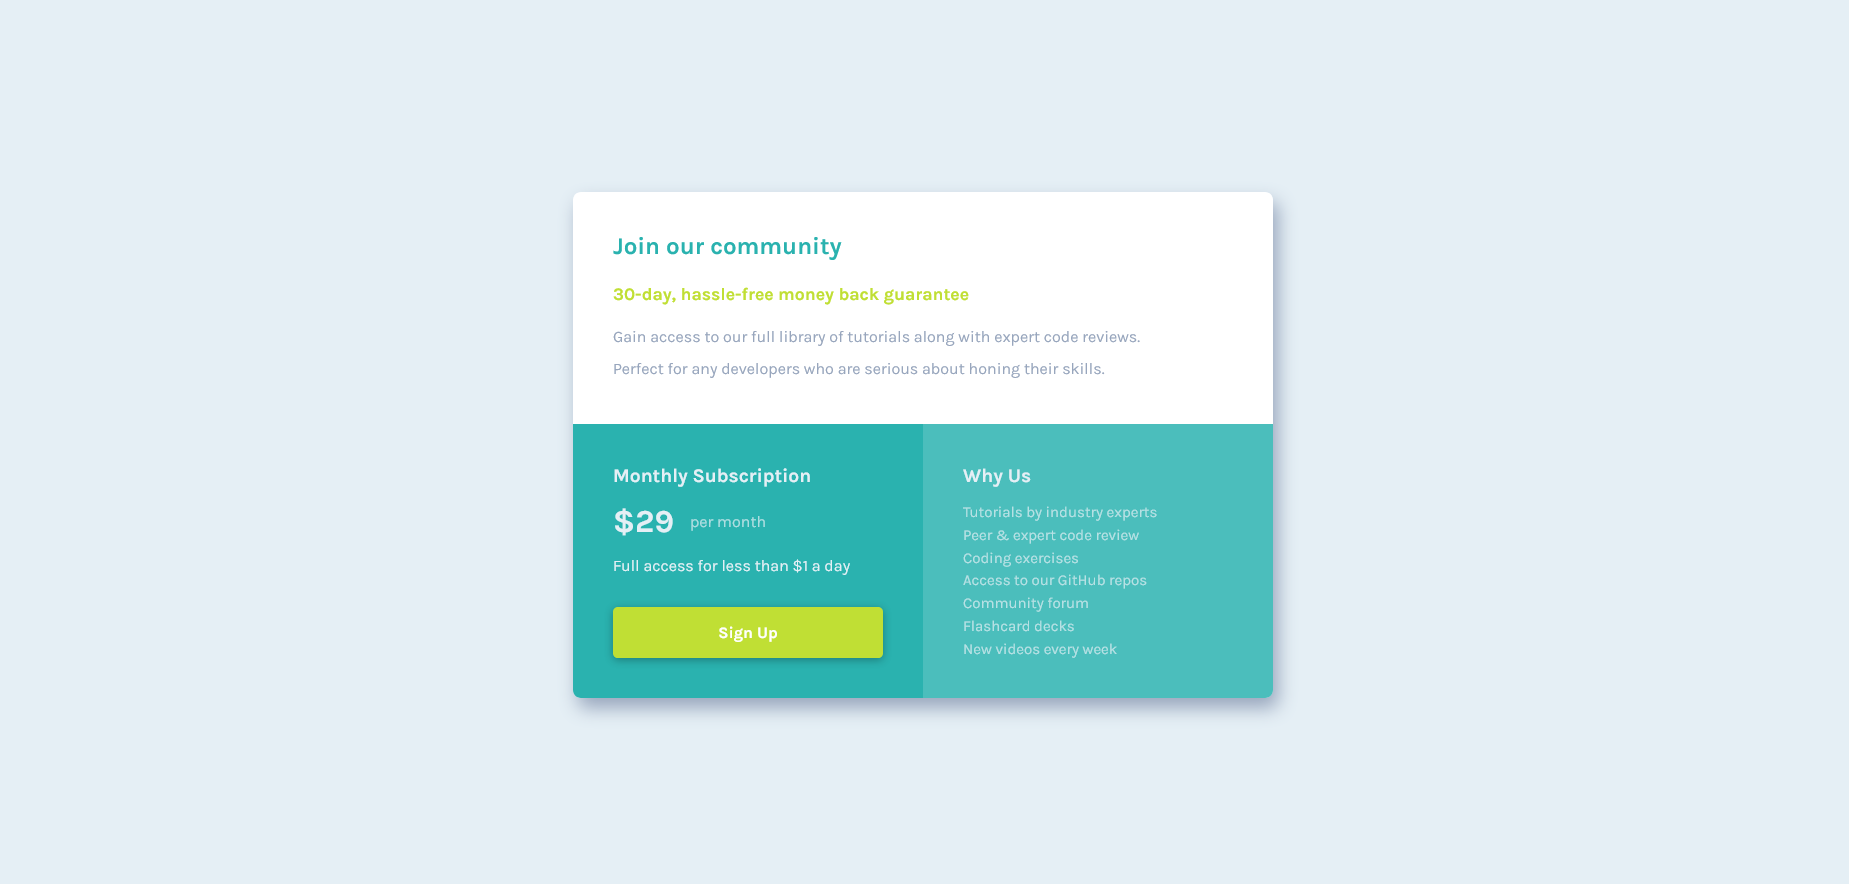 Join our community
30-day, hassle-free money back guarantee
Gain access to our full library of tutorials along with expert code reviews.
Perfect for any developers who are serious about honing their skills.
Monthly Subscription
$29 per month
Full access for less than $1 a day
Sign Up
Why Us
Tutorials by industry experts
Peer & expert code review
Coding exercises
Access to our GitHub repos
Community forum
Flashcard decks
New videos every week